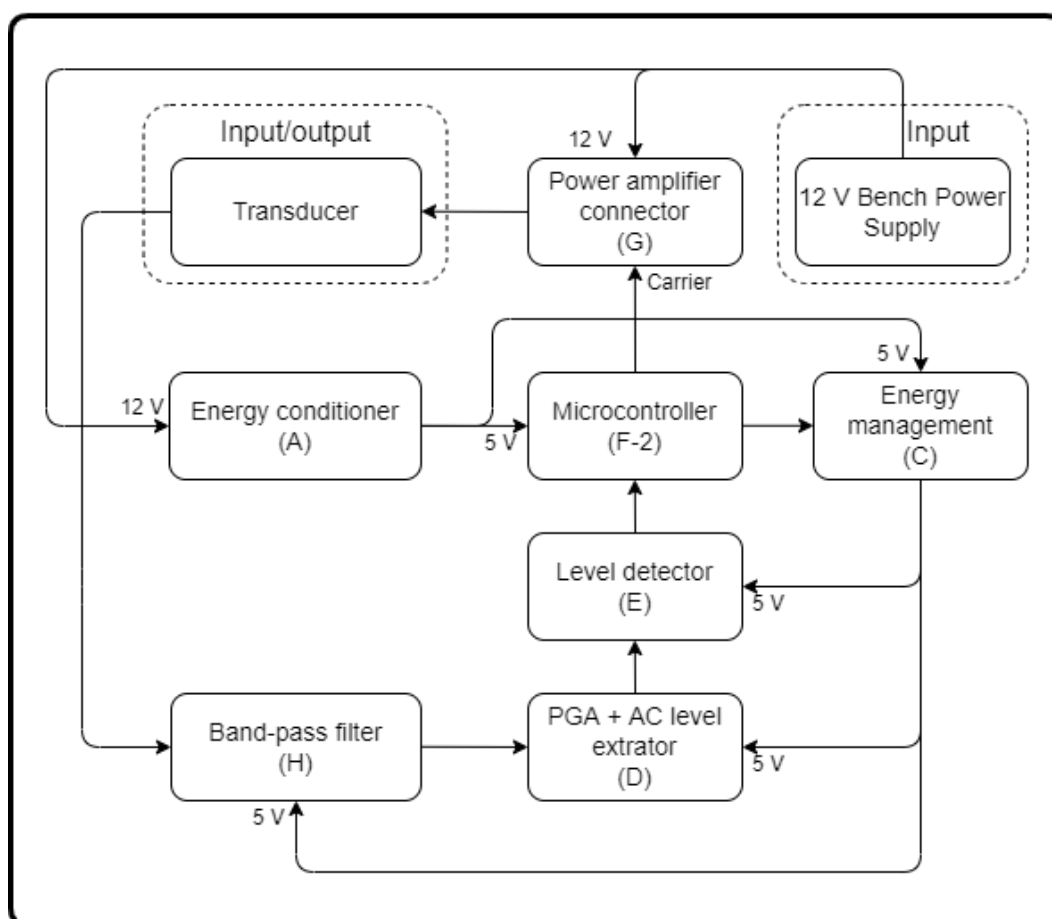 Input/output
Input
12 V
Transducer
Power amplifier
connector
(G)
12 V Bench Power
Supply
Carrier
5 V
12 V
Energy conditioner
(A)
5 V
Microcontroller
(F-2)
Energy
management
(C)
Level detector
(E)
5 V
Band-pass filter
(H)
PGA + AC level
extrator
(D)
5 V
5 V